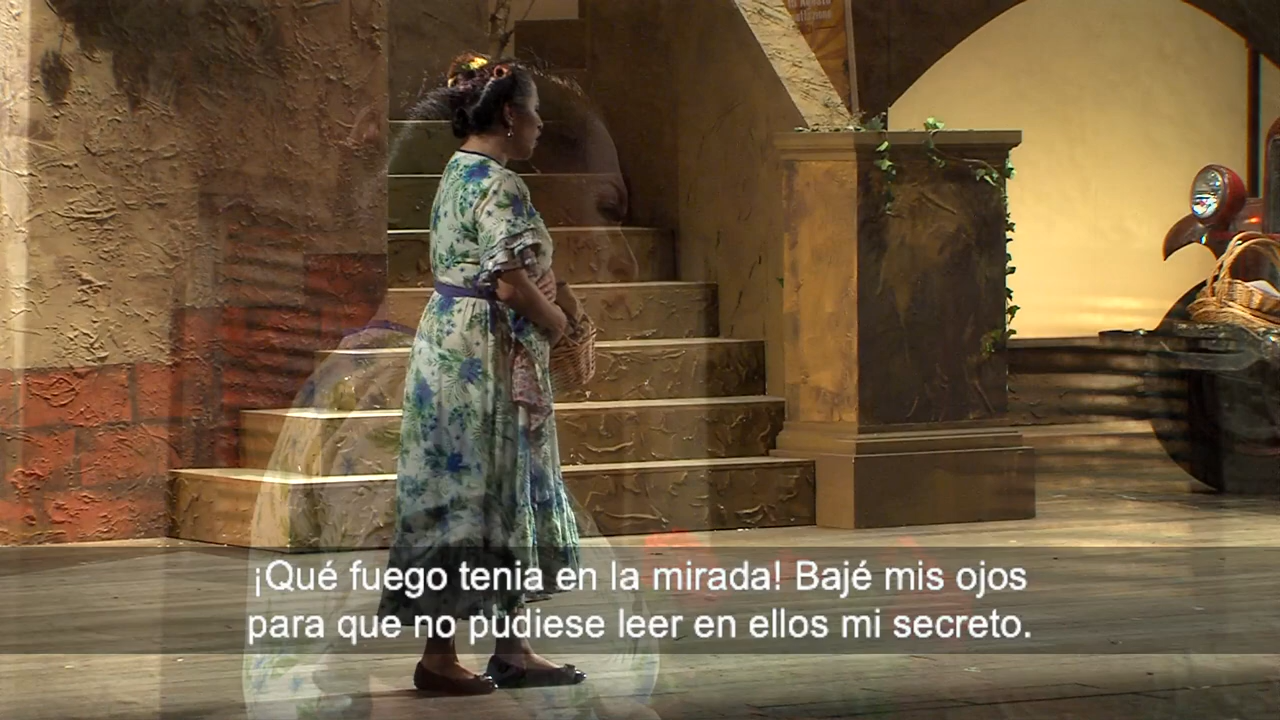 ¡Qué fuego tenia en la mirada! Bajé mis ojos
para que no pudiese leer en ellos mi secreto.